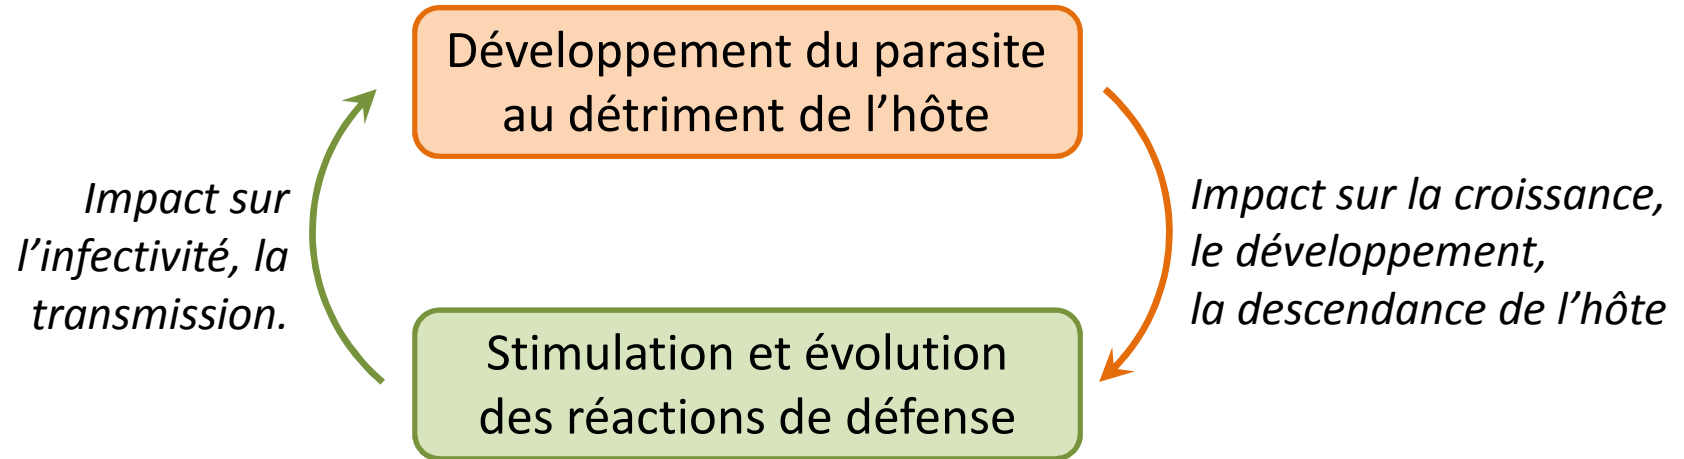 Développement du parasite
au détriment de l’hôte
Impact sur
l’infectivité, la
transmission.
Impact sur la croissance,
le développement,
la descendance de l’hôte
Stimulation et évolution
des réactions de défense